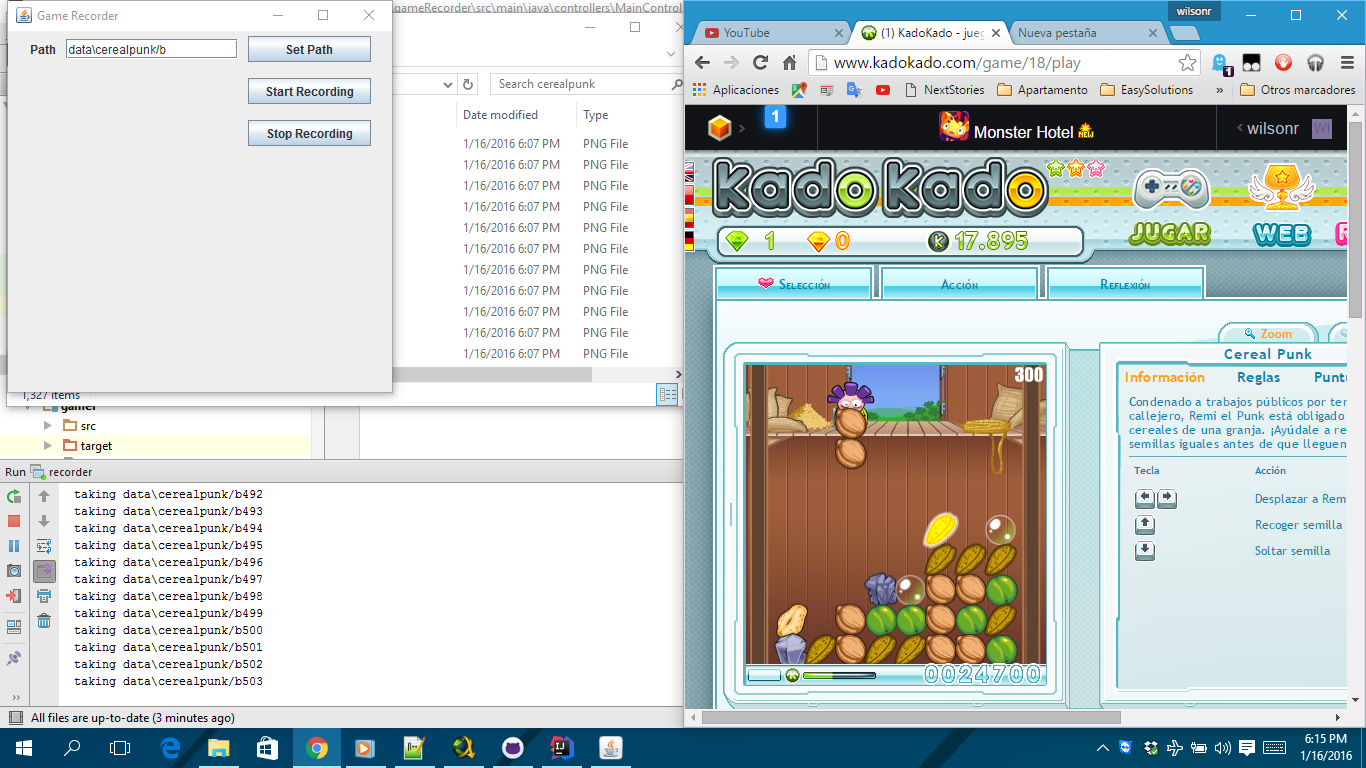 Game Recorder
Path data\cerealpunk/b Set Path
Start Recording
Stop Recording
gameRecorder\src\main\java\controllers\MainControl
Search cerealpunk
Date modified Type
1/16/2016 6:07 PM PNG File
1/16/2016 6:07 PM PNG File
1/16/2016 6:07 PM PNG File
1/16/2016 6:07 PM PNG File
1/16/2016 6:07 PM PNG File
1/16/2016 6:07 PM PNG File
1/16/2016 6:07 PM PNG File
1/16/2016 6:07 PM PNG File
1/16/2016 6:07 PM PNG File
1/16/2016 6:07 PM PNG File
1/16/2016 6:07 PM PNG File
1,327 items
gamer
src
target
Run recorder
taking data\cerealpunk/b492
taking data\cerealpunk/b493
taking data\cerealpunk/b494
taking data\cerealpunk/b495
taking data\cerealpunk/b496
taking data\cerealpunk/b497
taking data\cerealpunk/b498
taking data\cerealpunk/b499
taking data\cerealpunk/b500
taking data\cerealpunk/b501
taking data\cerealpunk/b502
taking data\cerealpunk/b503
All files are up-to-date (3 minutes ago)
wilsonr
YouTube (1) KadoKado - jueg Nueva pestaña
www.kadokado.com/game/18/play
1
Aplicaciones NextStories Apartamento EasySolutions » Otros marcadores
1 Monster Hotel NEW wilsonr WI
KadoKado
1 0 K 17.895
JUGAR WEB
Selección Acción Reflexión
Zoom
Cereal Punk
Información Reglas Puntu
Condenado a trabajos públicos por ter
callejero, Remi el Punk está obligado
cereales de una granja. ¡Ayúdale a re
semillas iguales antes de que lleguen
Tecla Acción
Desplazar a Rem
Recoger semilla
Soltar semilla
300
0024700
6:15 PM
1/16/2016